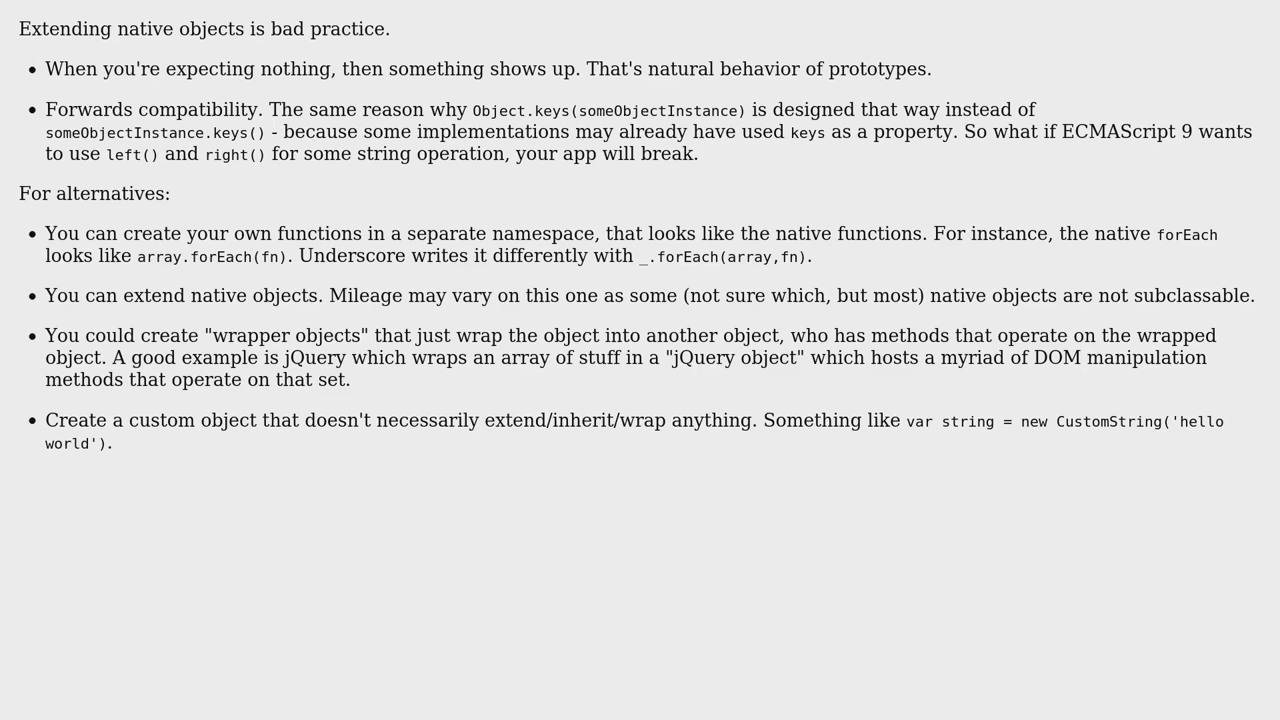 Extending native objects is bad practice.
• When you're expecting nothing, then something shows up. That's natural behavior of prototypes.
• Forwards compatibility. The same reason why Object.keys(someObjectInstance) is designed that way instead of
someObjectInstance.keys() - because some implementations may already have used keys as a property. So what if ECMAScript 9 wants
to use left() and right() for some string operation, your app will break.
For alternatives:
• You can create your own functions in a separate namespace, that looks like the native functions. For instance, the native forEach
looks like array.forEach(fn). Underscore writes it differently with _.forEach(array,fn).
• You can extend native objects. Mileage may vary on this one as some (not sure which, but most) native objects are not subclassable.
• You could create "wrapper objects" that just wrap the object into another object, who has methods that operate on the wrapped
object. A good example is jQuery which wraps an array of stuff in a "jQuery object" which hosts a myriad of DOM manipulation
methods that operate on that set.
• Create a custom object that doesn't necessarily extend/inherit/wrap anything. Something like var string = new CustomString('hello
world').